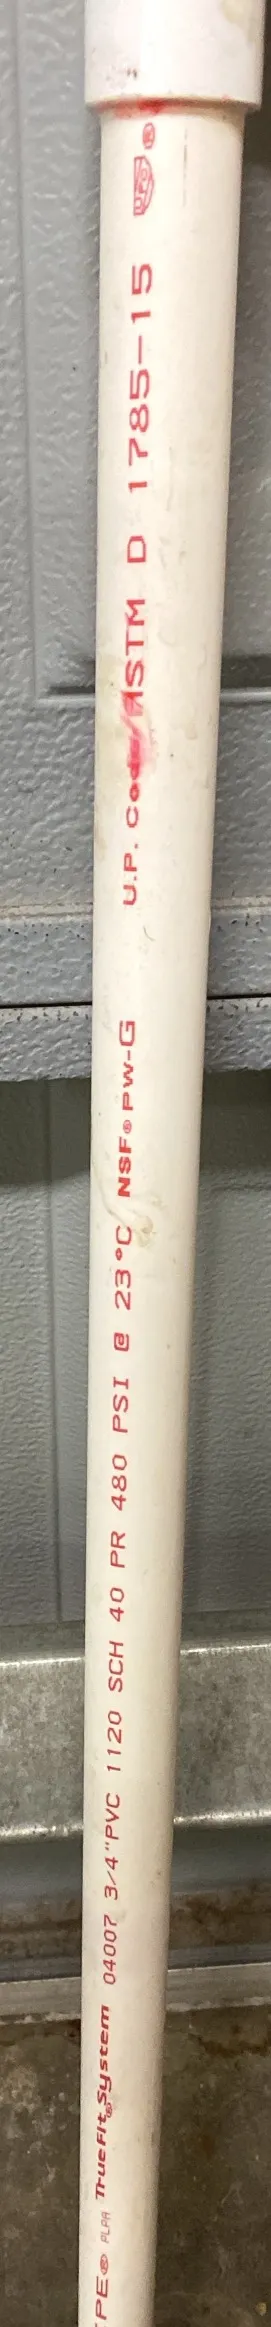 PE® PLPA TrueFit® System 04007 3/4"PVC 1120 SCH 40 PR 480 PSI @ 23°C NSF® PW-G U.P. Code ASTM D 1785-15 ®